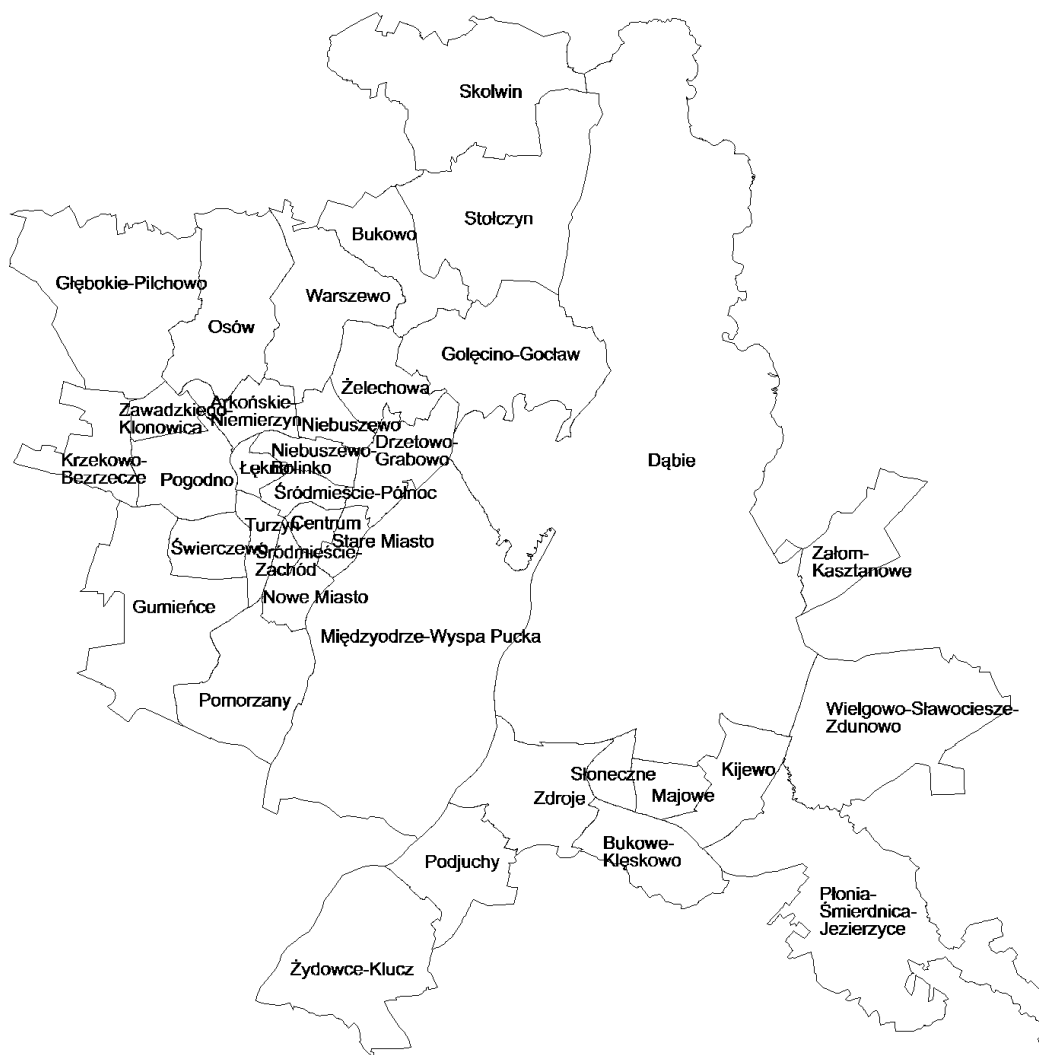 Skolwin
Stołczyn
Bukowo
Głębokie-Pilchowo
Warszewo
Osów
Golęcino-Gocław
Żelechowa
Arkońskie-
Niemierzyn
Zawadzkiego-
Klonowica
Niebuszewo
Drzetowo-
Grabowo
Niebuszewo-
Bolinko
Krzekowo-
Bezrzecze
Łękno
Pogodno
Dąbie
Śródmieście-Północ
Turzyn
Centrum
Stare Miasto
Świerczewo
Śródmieście-
Zachód
Załom-
Kasztanowe
Nowe Miasto
Gumieńce
Międzyodrze-Wyspa Pucka
Pomorzany
Wielgowo-Sławociesze-
Zdunowo
Słoneczne
Kijewo
Zdroje
Majowe
Bukowe-
Klęskowo
Podjuchy
Płonia-
Śmierdnica-
Jezierzyce
Żydowce-Klucz